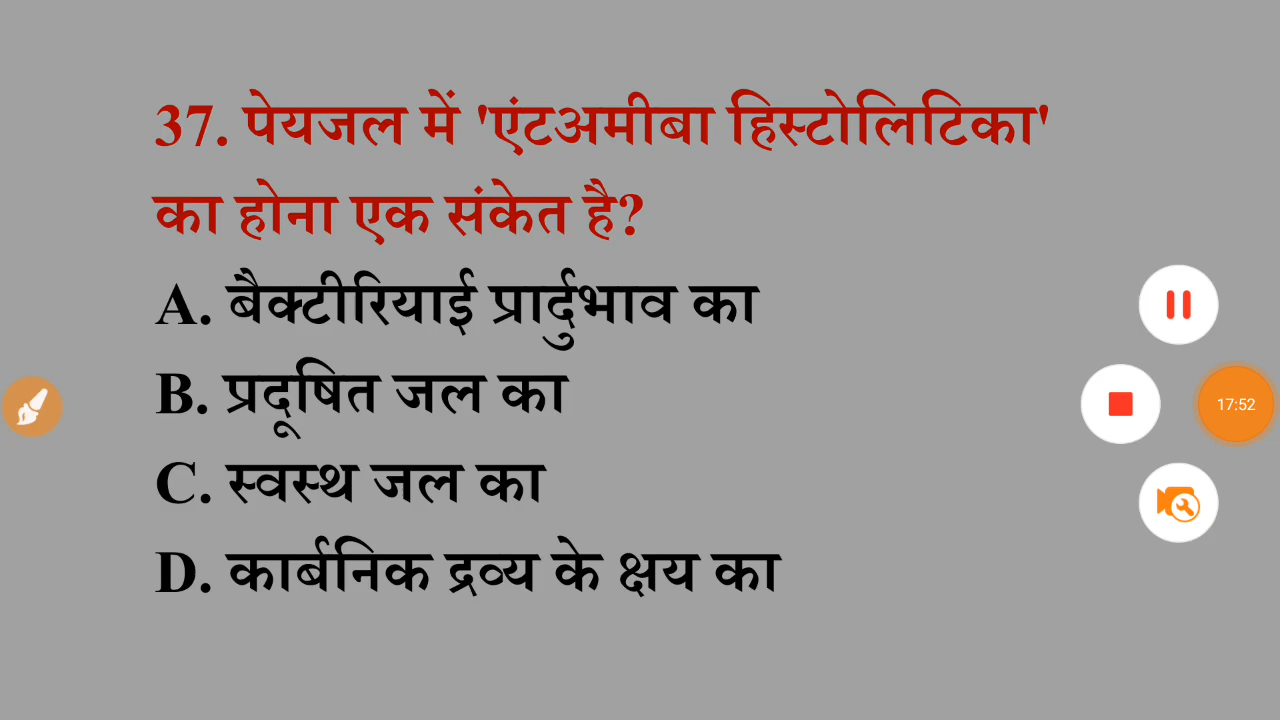 37. पेयजल में 'एंटअमीबा हिस्टोलिटिका'
का होना एक संकेत है?
A. बैक्टीरियाई प्रार्दुभाव का
B. प्रदूषित जल का
C. स्वस्थ जल का
D. कार्बनिक द्रव्य के क्षय का
17:52